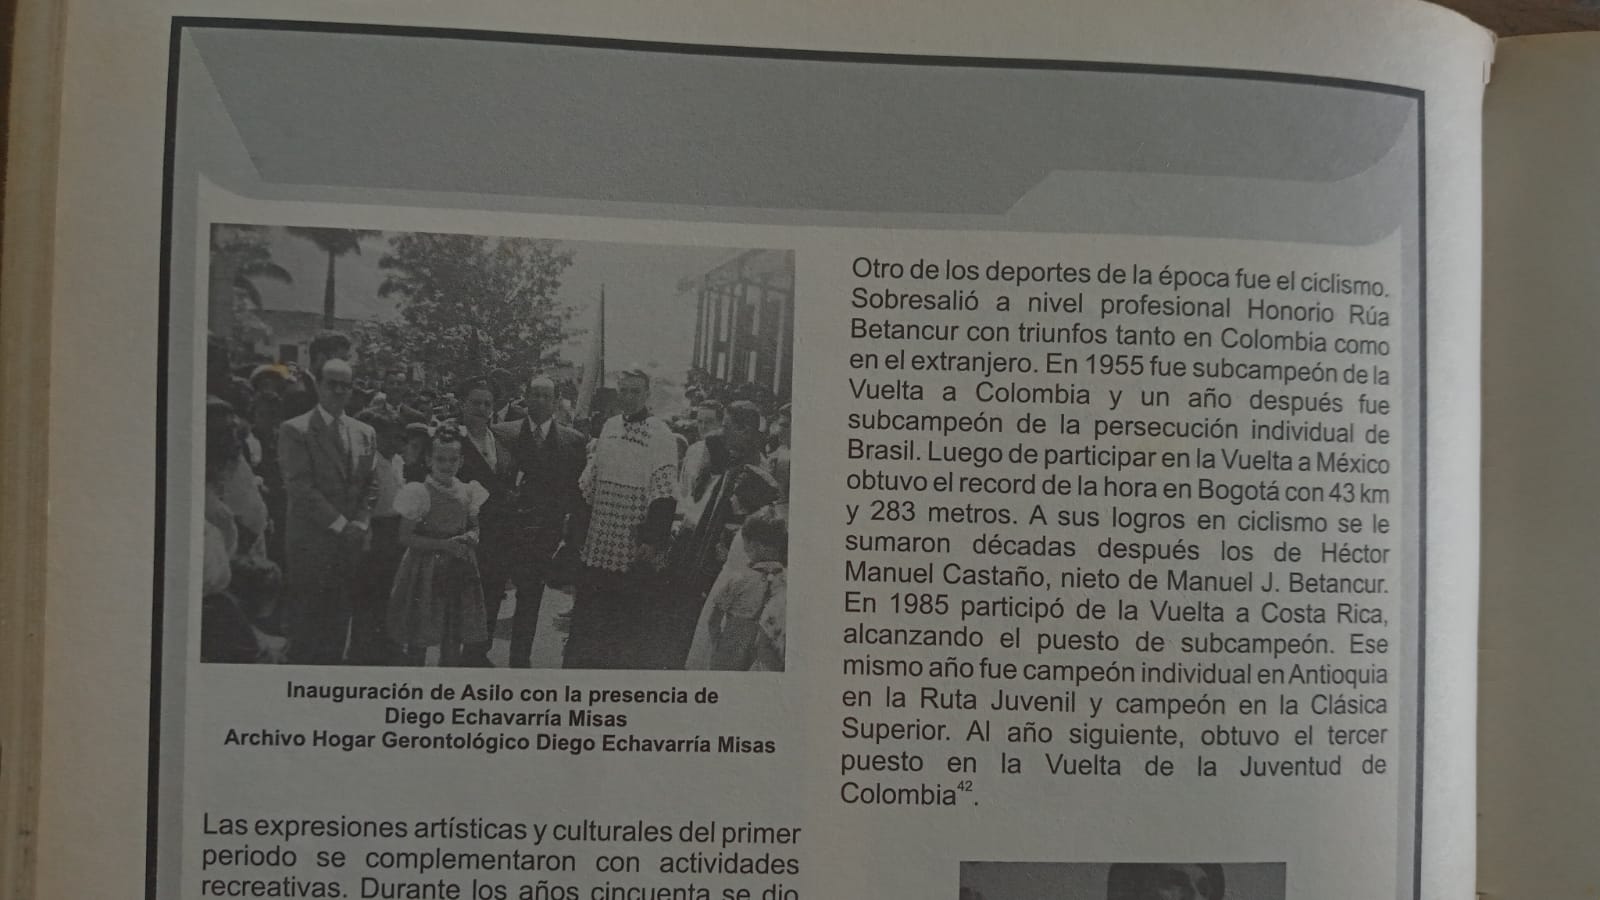 Inauguración de Asilo con la presencia de
Diego Echavarría Misas
Archivo Hogar Gerontológico Diego Echavarría Misas
Las expresiones artísticas y culturales del primer
periodo se complementaron con actividades
recreativas. Durante los años cincuenta se dio
Otro de los deportes de la época fue el ciclismo.
Sobresalió a nivel profesional Honorio Rúa
Betancur con triunfos tanto en Colombia como
en el extranjero. En 1955 fue subcampeón de la
Vuelta a Colombia y un año después fue
subcampeón de la persecución individual de
Brasil. Luego de participar en la Vuelta a México
obtuvo el record de la hora en Bogotá con 43 km
y 283 metros. A sus logros en ciclismo se le
sumaron décadas después los de Héctor
Manuel Castaño, nieto de Manuel J. Betancur.
En 1985 participó de la Vuelta a Costa Rica,
alcanzando el puesto de subcampeón. Ese
mismo año fue campeón individual en Antioquia
en la Ruta Juvenil y campeón en la Clásica
Superior. Al año siguiente, obtuvo el tercer
puesto en la Vuelta de la Juventud de
Colombia⁴².